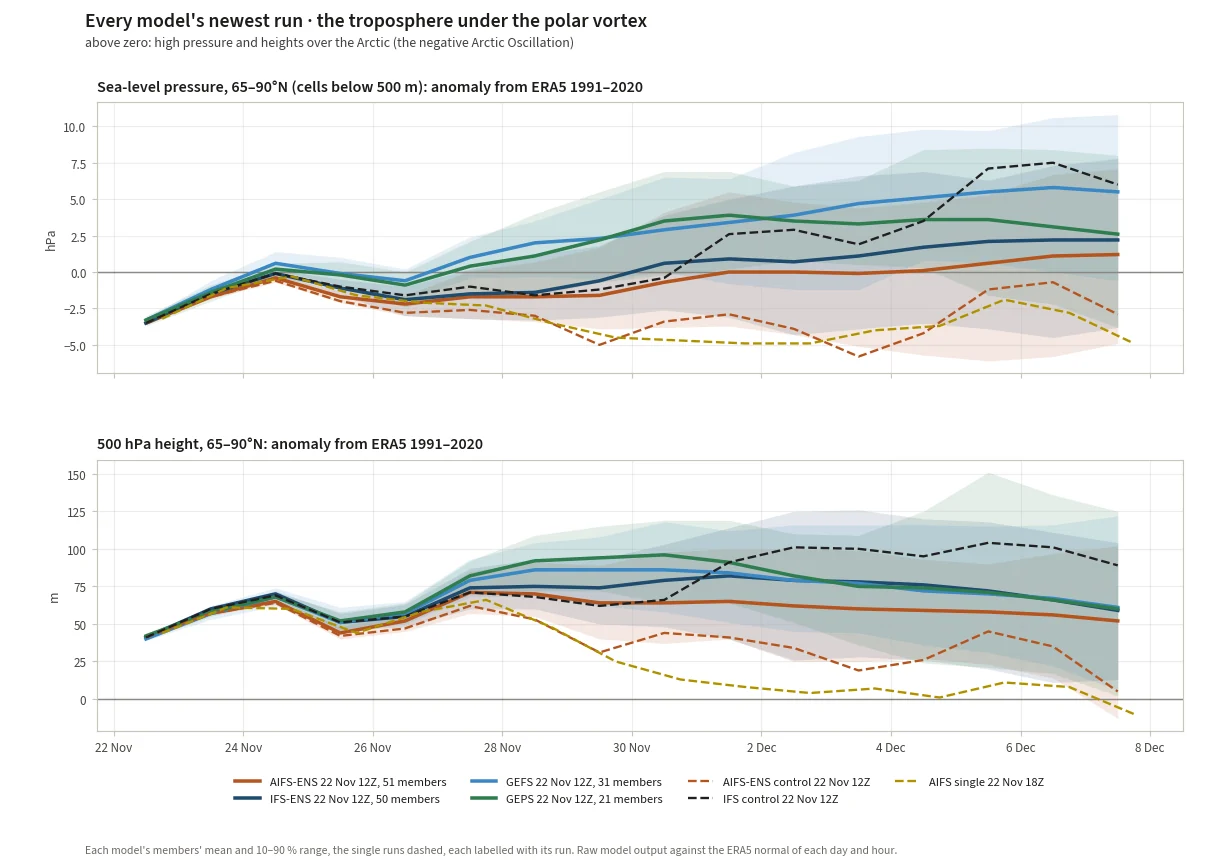 Every model's newest run · the troposphere under the polar vortex
above zero: high pressure and heights over the Arctic (the negative Arctic Oscillation)
Sea-level pressure, 65–90°N (cells below 500 m): anomaly from ERA5 1991–2020
10.0
7.5
5.0
2.5
0.0
−2.5
−5.0
hPa
500 hPa height, 65–90°N: anomaly from ERA5 1991–2020
150
125
100
75
50
25
0
m
22 Nov 24 Nov 26 Nov 28 Nov 30 Nov 2 Dec 4 Dec 6 Dec 8 Dec
AIFS-ENS 22 Nov 12Z, 51 members GEFS 22 Nov 12Z, 31 members AIFS-ENS control 22 Nov 12Z AIFS single 22 Nov 18Z
IFS-ENS 22 Nov 12Z, 50 members GEPS 22 Nov 12Z, 21 members IFS control 22 Nov 12Z
Each model's members' mean and 10–90 % range, the single runs dashed, each labelled with its run. Raw model output against the ERA5 normal of each day and hour.